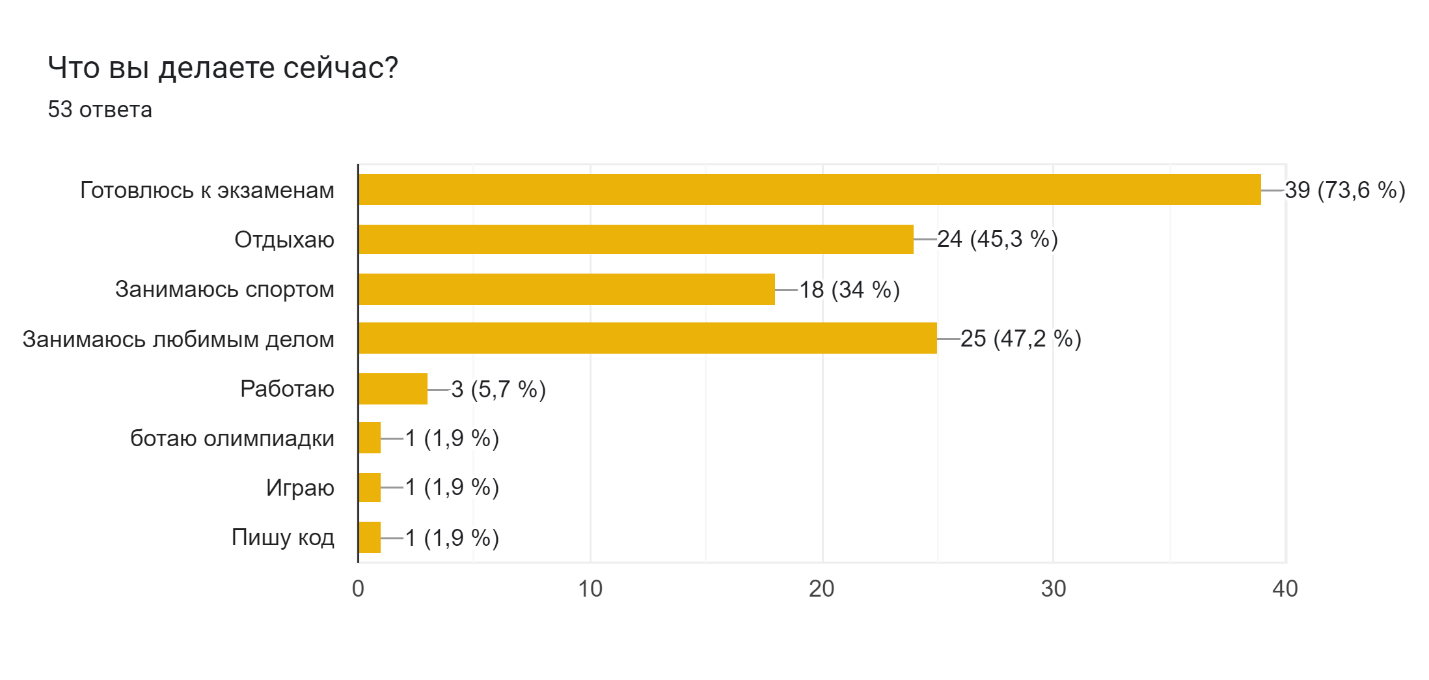 Что вы делаете сейчас?
53 ответа
Готовлюсь к экзаменам 39 (73,6 %)
Отдыхаю 24 (45,3 %)
Занимаюсь спортом 18 (34 %)
Занимаюсь любимым делом 25 (47,2 %)
Работаю 3 (5,7 %)
ботаю олимпиадки 1 (1,9 %)
Играю 1 (1,9 %)
Пишу код 1 (1,9 %)
0 10 20 30 40